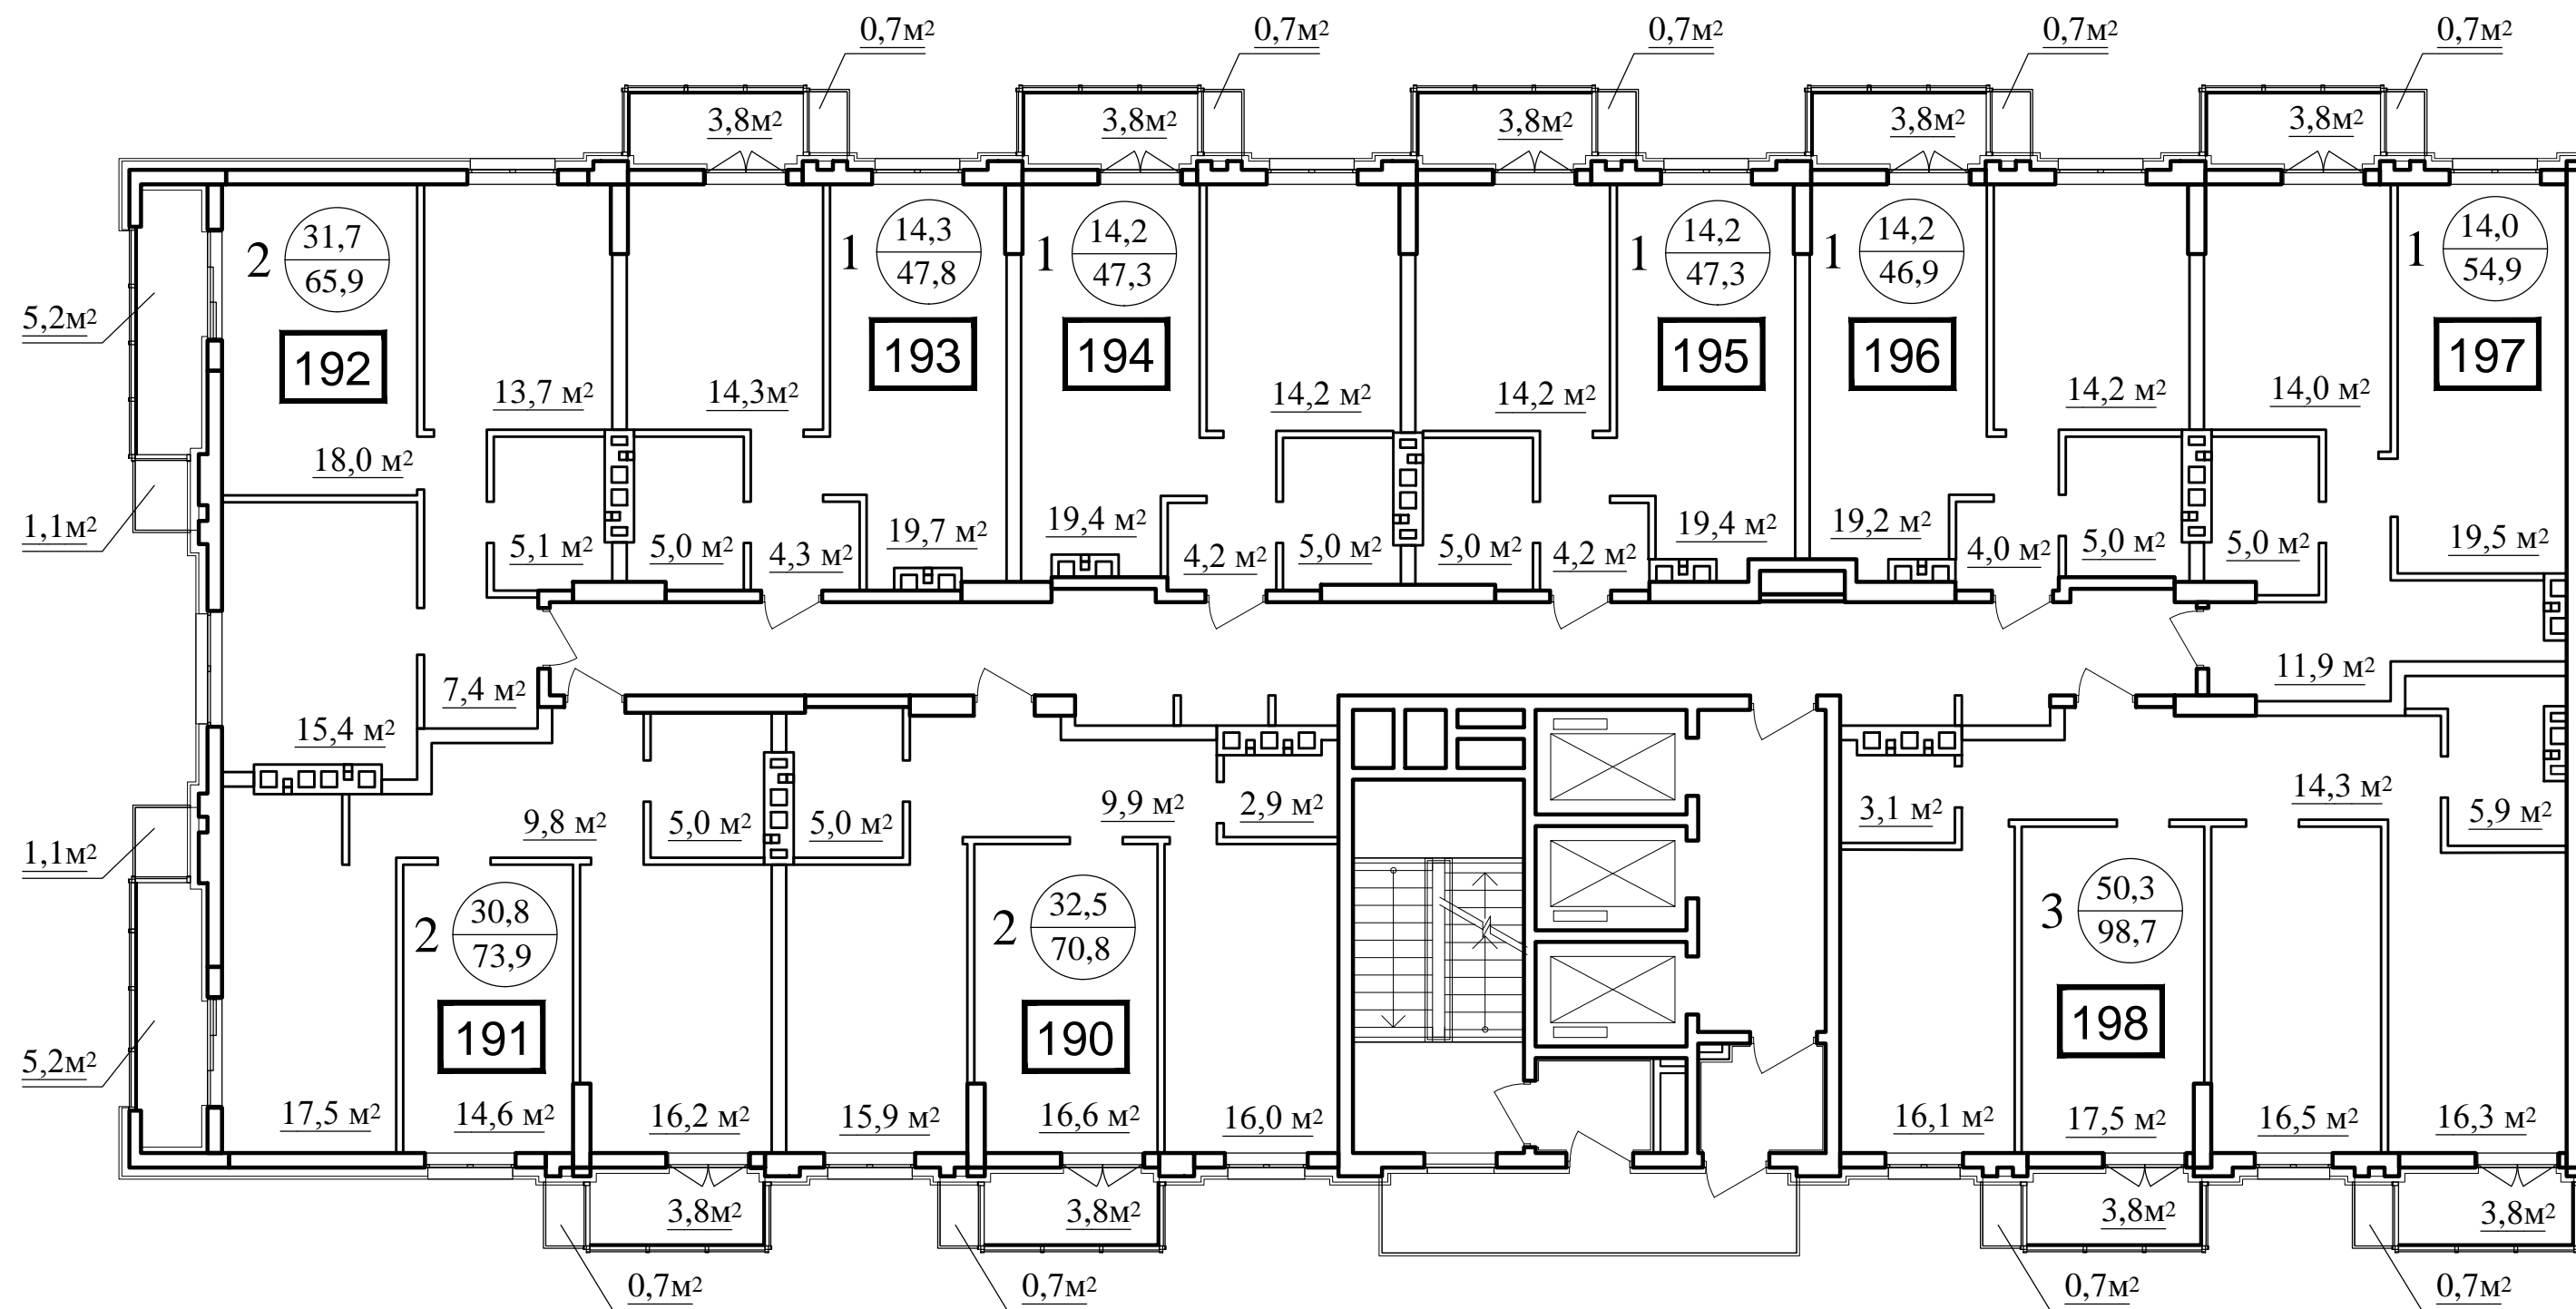 0,7м²
0,7м²
0,7м²
0,7м²
0,7м²
3,8м²
3,8м²
3,8м²
3,8м²
3,8м²
2
31,7
65,9
1
14,3
47,8
1
14,2
47,3
1
14,2
47,3
1
14,2
46,9
1
14,0
54,9
5,2м²
192
193
194
195
196
197
13,7 м²
14,3м²
14,2 м²
14,2 м²
14,2 м²
14,0 м²
18,0 м²
1,1м²
5,1 м²
5,0 м²
4,3 м²
19,7 м²
19,4 м²
4,2 м²
5,0 м²
5,0 м²
4,2 м²
19,4 м²
19,2 м²
4,0 м²
5,0 м²
5,0 м²
19,5 м²
7,4 м²
11,9 м²
15,4 м²
1,1м²
9,8 м²
5,0 м²
5,0 м²
9,9 м²
2,9 м²
3,1 м²
14,3 м²
5,9 м²
2
30,8
73,9
2
32,5
70,8
3
50,3
98,7
191
190
198
5,2м²
17,5 м²
14,6 м²
16,2 м²
15,9 м²
16,6 м²
16,0 м²
16,1 м²
17,5 м²
16,5 м²
16,3 м²
3,8м²
3,8м²
3,8м²
3,8м²
0,7м²
0,7м²
0,7м²
0,7м²